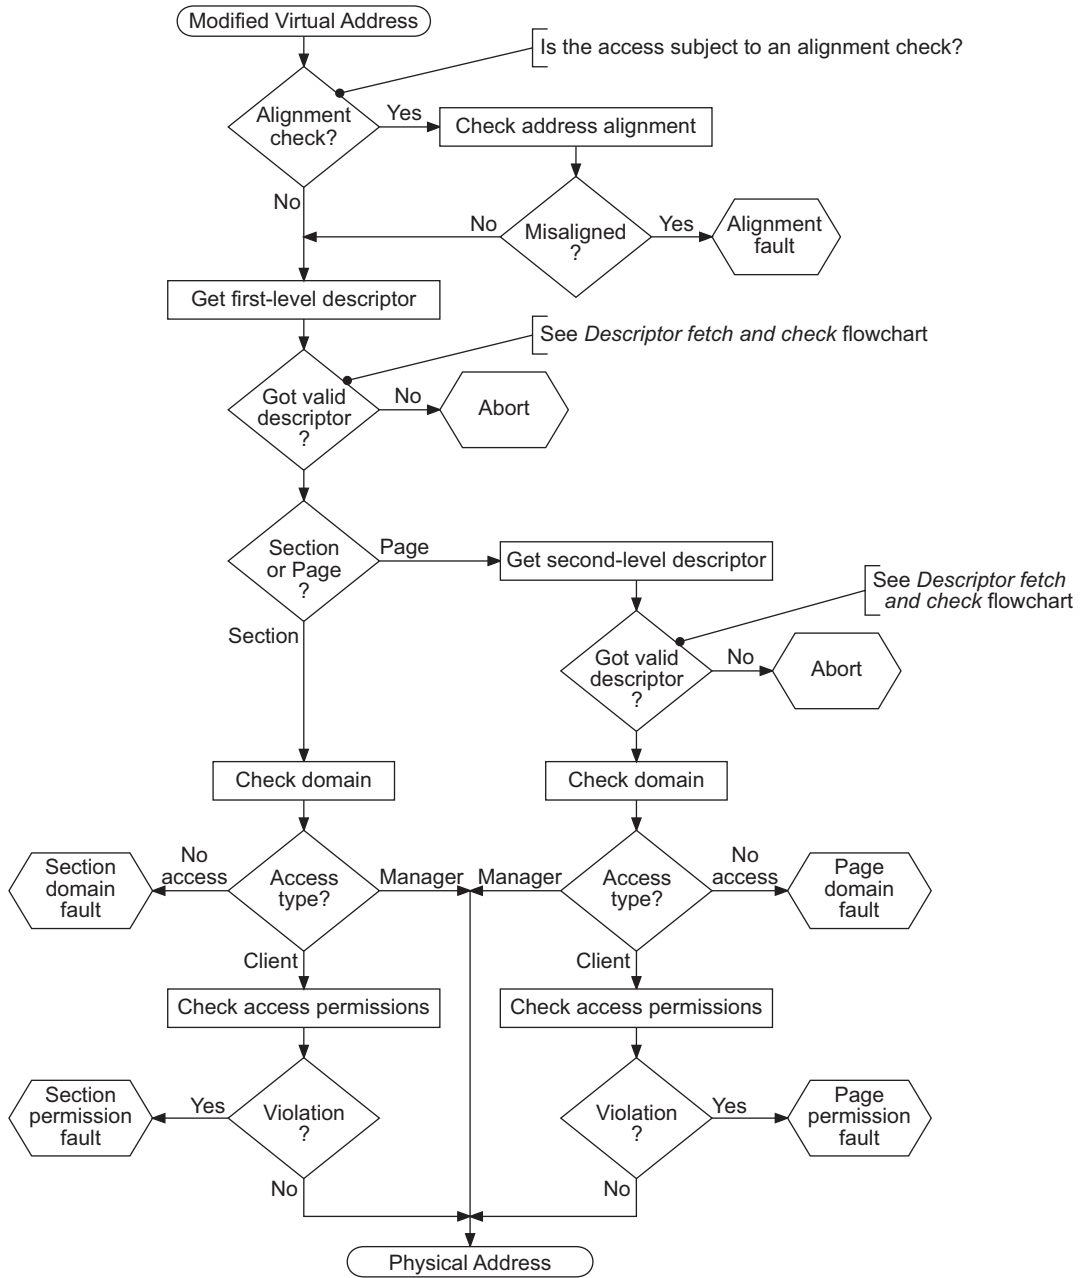 Modified Virtual Address
Is the access subject to an alignment check?
Alignment
check?
Yes
Check address alignment
No
No
Misaligned
?
Yes
Alignment
fault
Get first-level descriptor
See Descriptor fetch and check flowchart
Got valid
descriptor
?
No
Abort
Section
or Page
?
Page
Get second-level descriptor
See Descriptor fetch
and check flowchart
Section
Got valid
descriptor
?
No
Abort
Check domain
Check domain
Section
domain
fault
No
access
Access
type?
Manager
Manager
Access
type?
No
access
Page
domain
fault
Client
Client
Check access permissions
Check access permissions
Section
permission
fault
Yes
Violation
?
Violation
?
Yes
Page
permission
fault
No
No
Physical Address